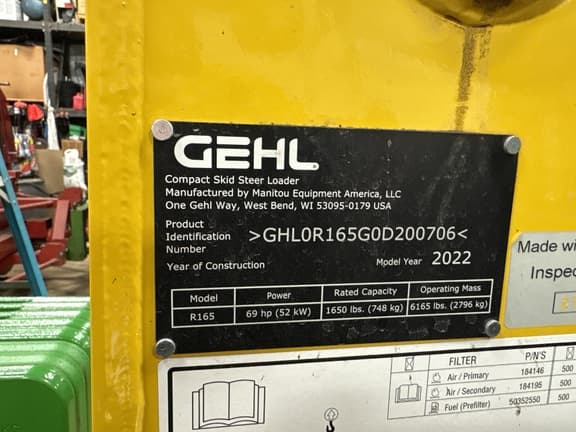 GEHL
Compact Skid Steer Loader
Manufactured by Manitou Equipment America, LLC
One Gehl Way, West Bend, WI 53095-0179 USA
Product
Identification >GHL0R165G0D200706<
Number
Year of Construction Model Year 2022
Model Power Rated Capacity Operating Mass
R165 69 hp (52 kW) 1650 lbs. (748 kg) 6165 lbs. (2796 kg)
Made wi
Inspec
FILTER P/N'S
Air / Primary 184146 500
Air / Secondary 184195 500
Fuel (Prefilter) 50352550 500